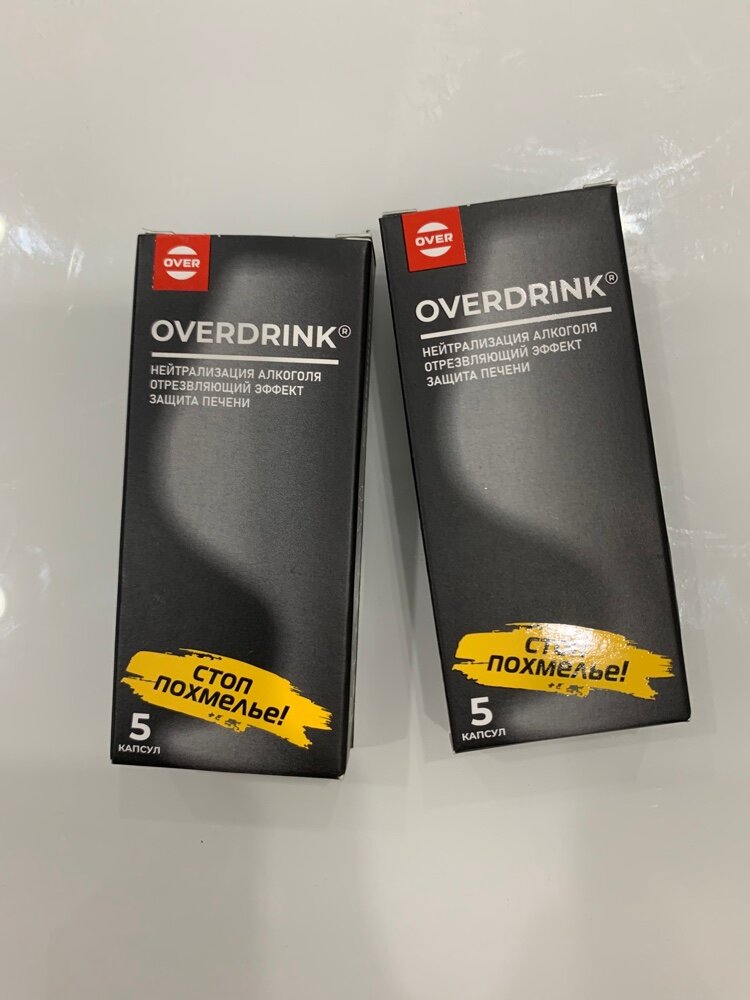 OVER
OVERDRINK®
НЕЙТРАЛИЗАЦИЯ АЛКОГОЛЯ
ОТРЕЗВЛЯЮЩИЙ ЭФФЕКТ
ЗАЩИТА ПЕЧЕНИ
СТОП
ПОХМЕЛЬЕ!
5
КАПСУЛ
OVER
OVERDRINK®
НЕЙТРАЛИЗАЦИЯ АЛКОГОЛЯ
ОТРЕЗВЛЯЮЩИЙ ЭФФЕКТ
ЗАЩИТА ПЕЧЕНИ
СТОП
ПОХМЕЛЬЕ!
5
КАПСУЛ